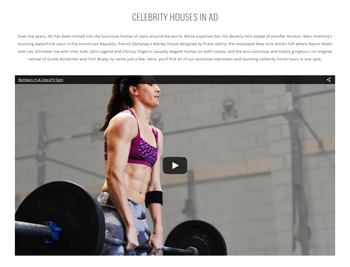 CELEBRITY HOUSES IN AD
Over the years, AD has been invited into the luxurious homes of stars around the world. We've explored the chic Beverly Hills estate of Jennifer Aniston; Marc Anthony's
stunning waterfront oasis in the Dominican Republic; Patrick Dempsey's Malibu house designed by Frank Gehry; the revamped New York artist's loft where Naomi Watts
and Liev Schreiber live with their kids; John Legend and Chrissy Teigen's casually elegant homes on both coasts; and the eco-conscious and totally gorgeous Los Angeles
retreat of Gisele Bündchen and Tom Brady, to name just a few. Here, you'll find all of our exclusive interviews and stunning celebrity home tours in one spot.
Hours In A CrossFit Gym